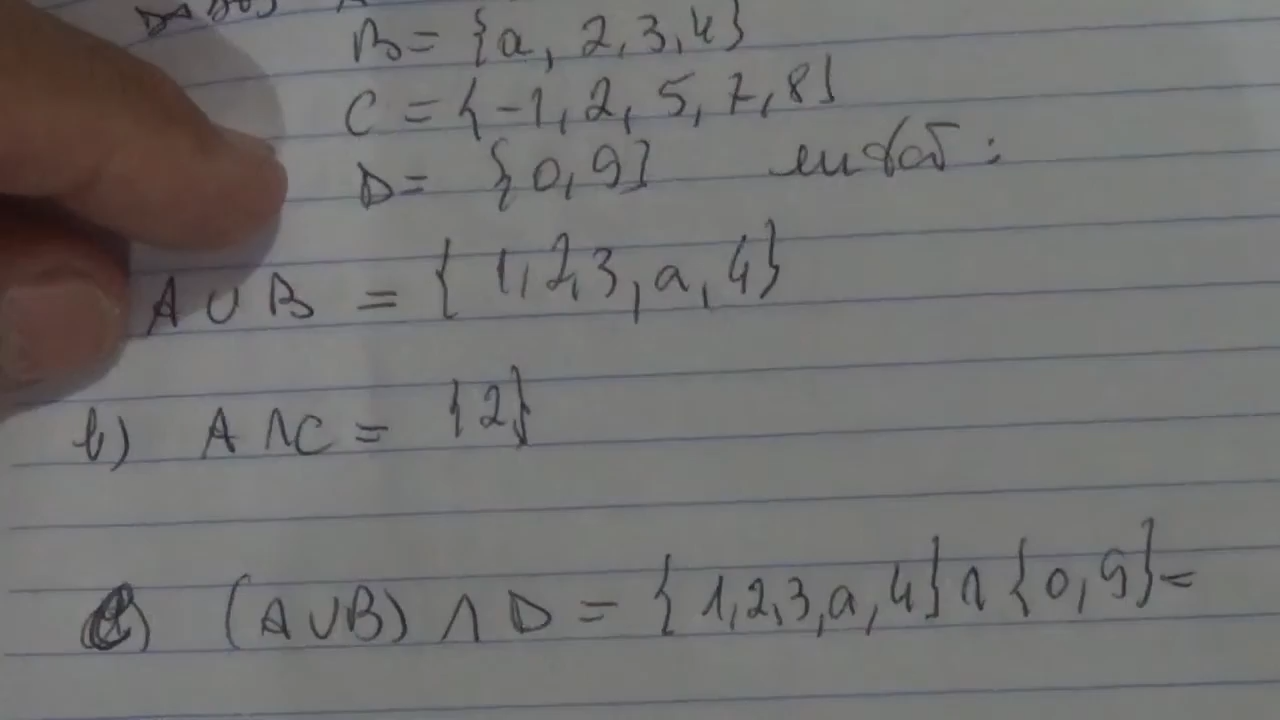 B = {a, 2, 3, 4}
C = {-1, 2, 5, 7, 8}
D = {0, 9} então:
A ∪ B = {1, 2, 3, a, 4}
b) A ∩ C = {2}
c) (A ∪ B) ∩ D = {1, 2, 3, a, 4} ∩ {0, 9} =